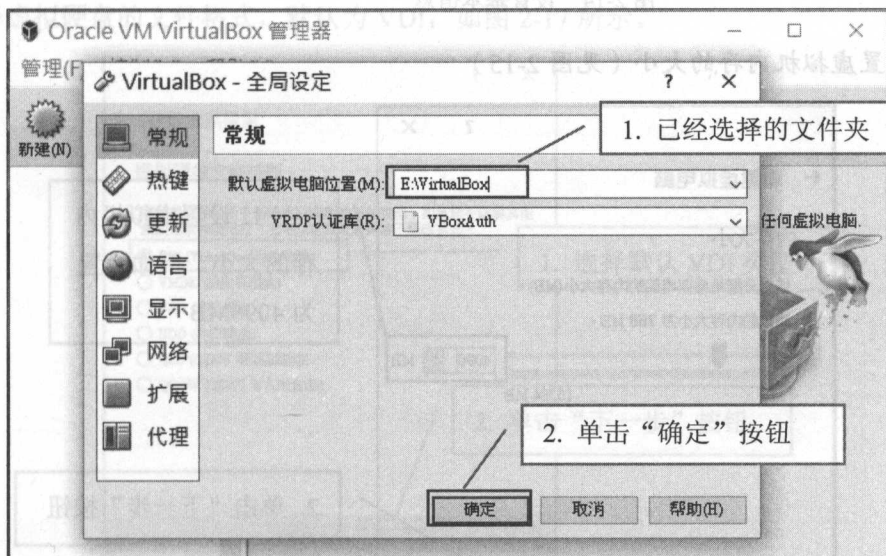 Oracle VM VirtualBox 管理器
管理(F)
VirtualBox - 全局设定
? ×
新建(N)
常规
常规
1. 已经选择的文件夹
热键
默认虚拟电脑位置(M): E:\VirtualBox
更新
VRDP认证库(R): VBoxAuth
任何虚拟电脑.
语言
显示
网络
扩展
代理
2. 单击“确定”按钮
确定 取消 帮助(H)